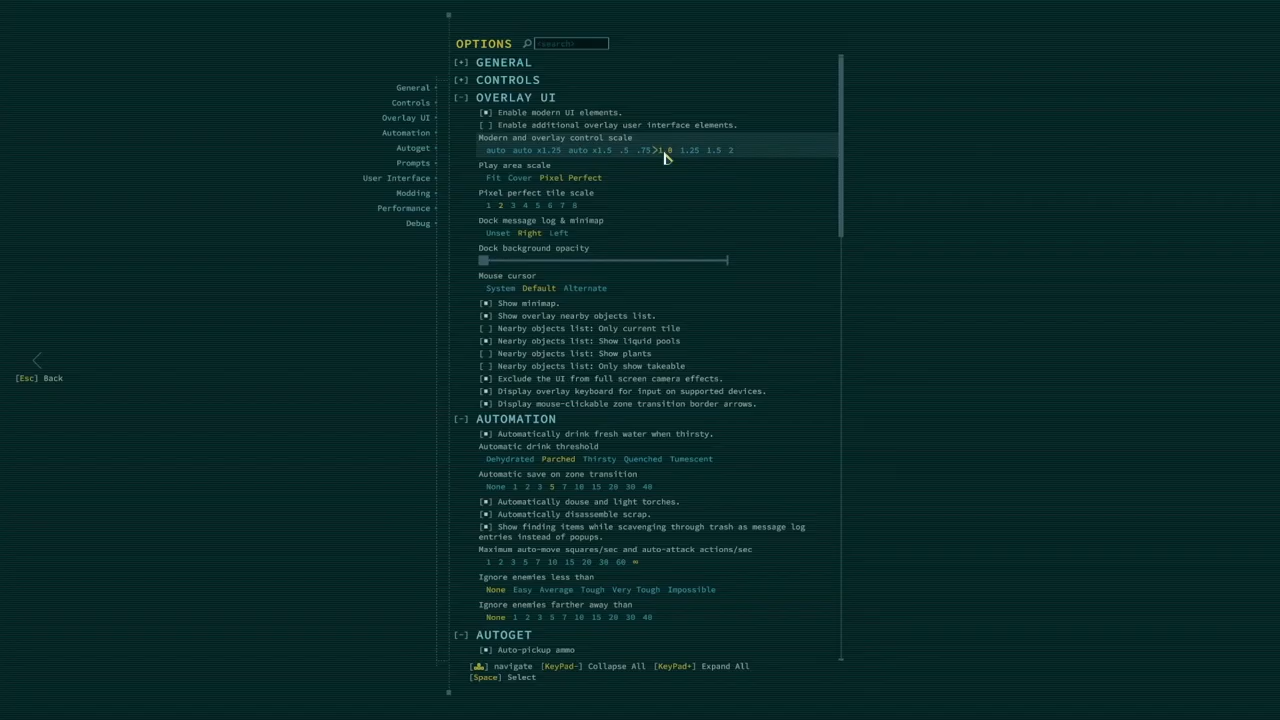 OPTIONS <search>
[+] GENERAL
[+] CONTROLS
[-] OVERLAY UI
[■] Enable modern UI elements.
[ ] Enable additional overlay user interface elements.
Modern and overlay control scale
auto auto x1.25 auto x1.5 .5 .75 >1.0 1.25 1.5 2
Play area scale
Fit Cover Pixel Perfect
Pixel perfect tile scale
1 2 3 4 5 6 7 8
Dock message log & minimap
Unset Right Left
Dock background opacity
Mouse cursor
System Default Alternate
[■] Show minimap.
[■] Show overlay nearby objects list.
[ ] Nearby objects list: Only current tile
[■] Nearby objects list: Show liquid pools
[ ] Nearby objects list: Show plants
[ ] Nearby objects list: Only show takeable
[■] Exclude the UI from full screen camera effects.
[■] Display overlay keyboard for input on supported devices.
[■] Display mouse-clickable zone transition border arrows.
[-] AUTOMATION
[■] Automatically drink fresh water when thirsty.
Automatic drink threshold
Dehydrated Parched Thirsty Quenched Tumescent
Automatic save on zone transition
None 1 2 3 5 7 10 15 20 30 40
[■] Automatically douse and light torches.
[■] Automatically disassemble scrap.
[■] Show finding items while scavenging through trash as message log
entries instead of popups.
Maximum auto-move squares/sec and auto-attack actions/sec
1 2 3 5 7 10 15 20 30 60 ∞
Ignore enemies less than
None Easy Average Tough Very Tough Impossible
Ignore enemies farther away than
None 1 2 3 5 7 10 15 20 30 40
[-] AUTOGET
[■] Auto-pickup ammo
General
Controls
Overlay UI
Automation
Autoget
Prompts
User Interface
Modding
Performance
Debug
[Esc] Back
navigate [KeyPad-] Collapse All [KeyPad+] Expand All
[Space] Select